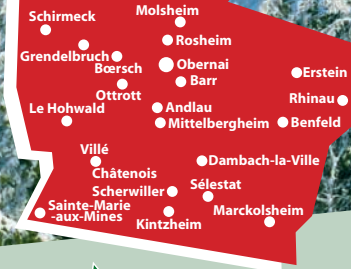 Molsheim
Schirmeck
Rosheim
Grendelbruch
Bœrsch
Obernai
Erstein
Barr
Ottrott
Rhinau
Le Hohwald
Andlau
Mittelbergheim
Benfeld
Villé
Dambach-la-Ville
Châtenois
Scherwiller
Sélestat
Sainte-Marie
-aux-Mines
Kintzheim
Marckolsheim